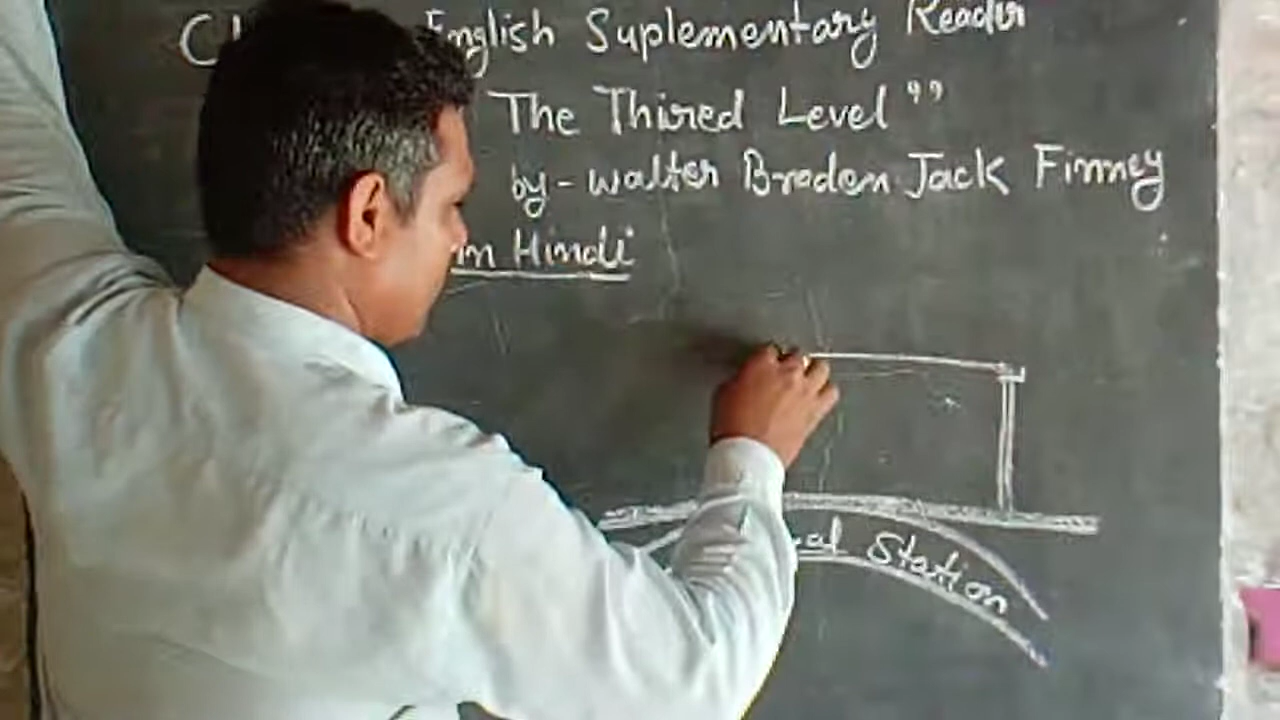 English Suplementary Reader
The Thired Level”
by - Walter Braden Jack Finney
in Hindi
Station